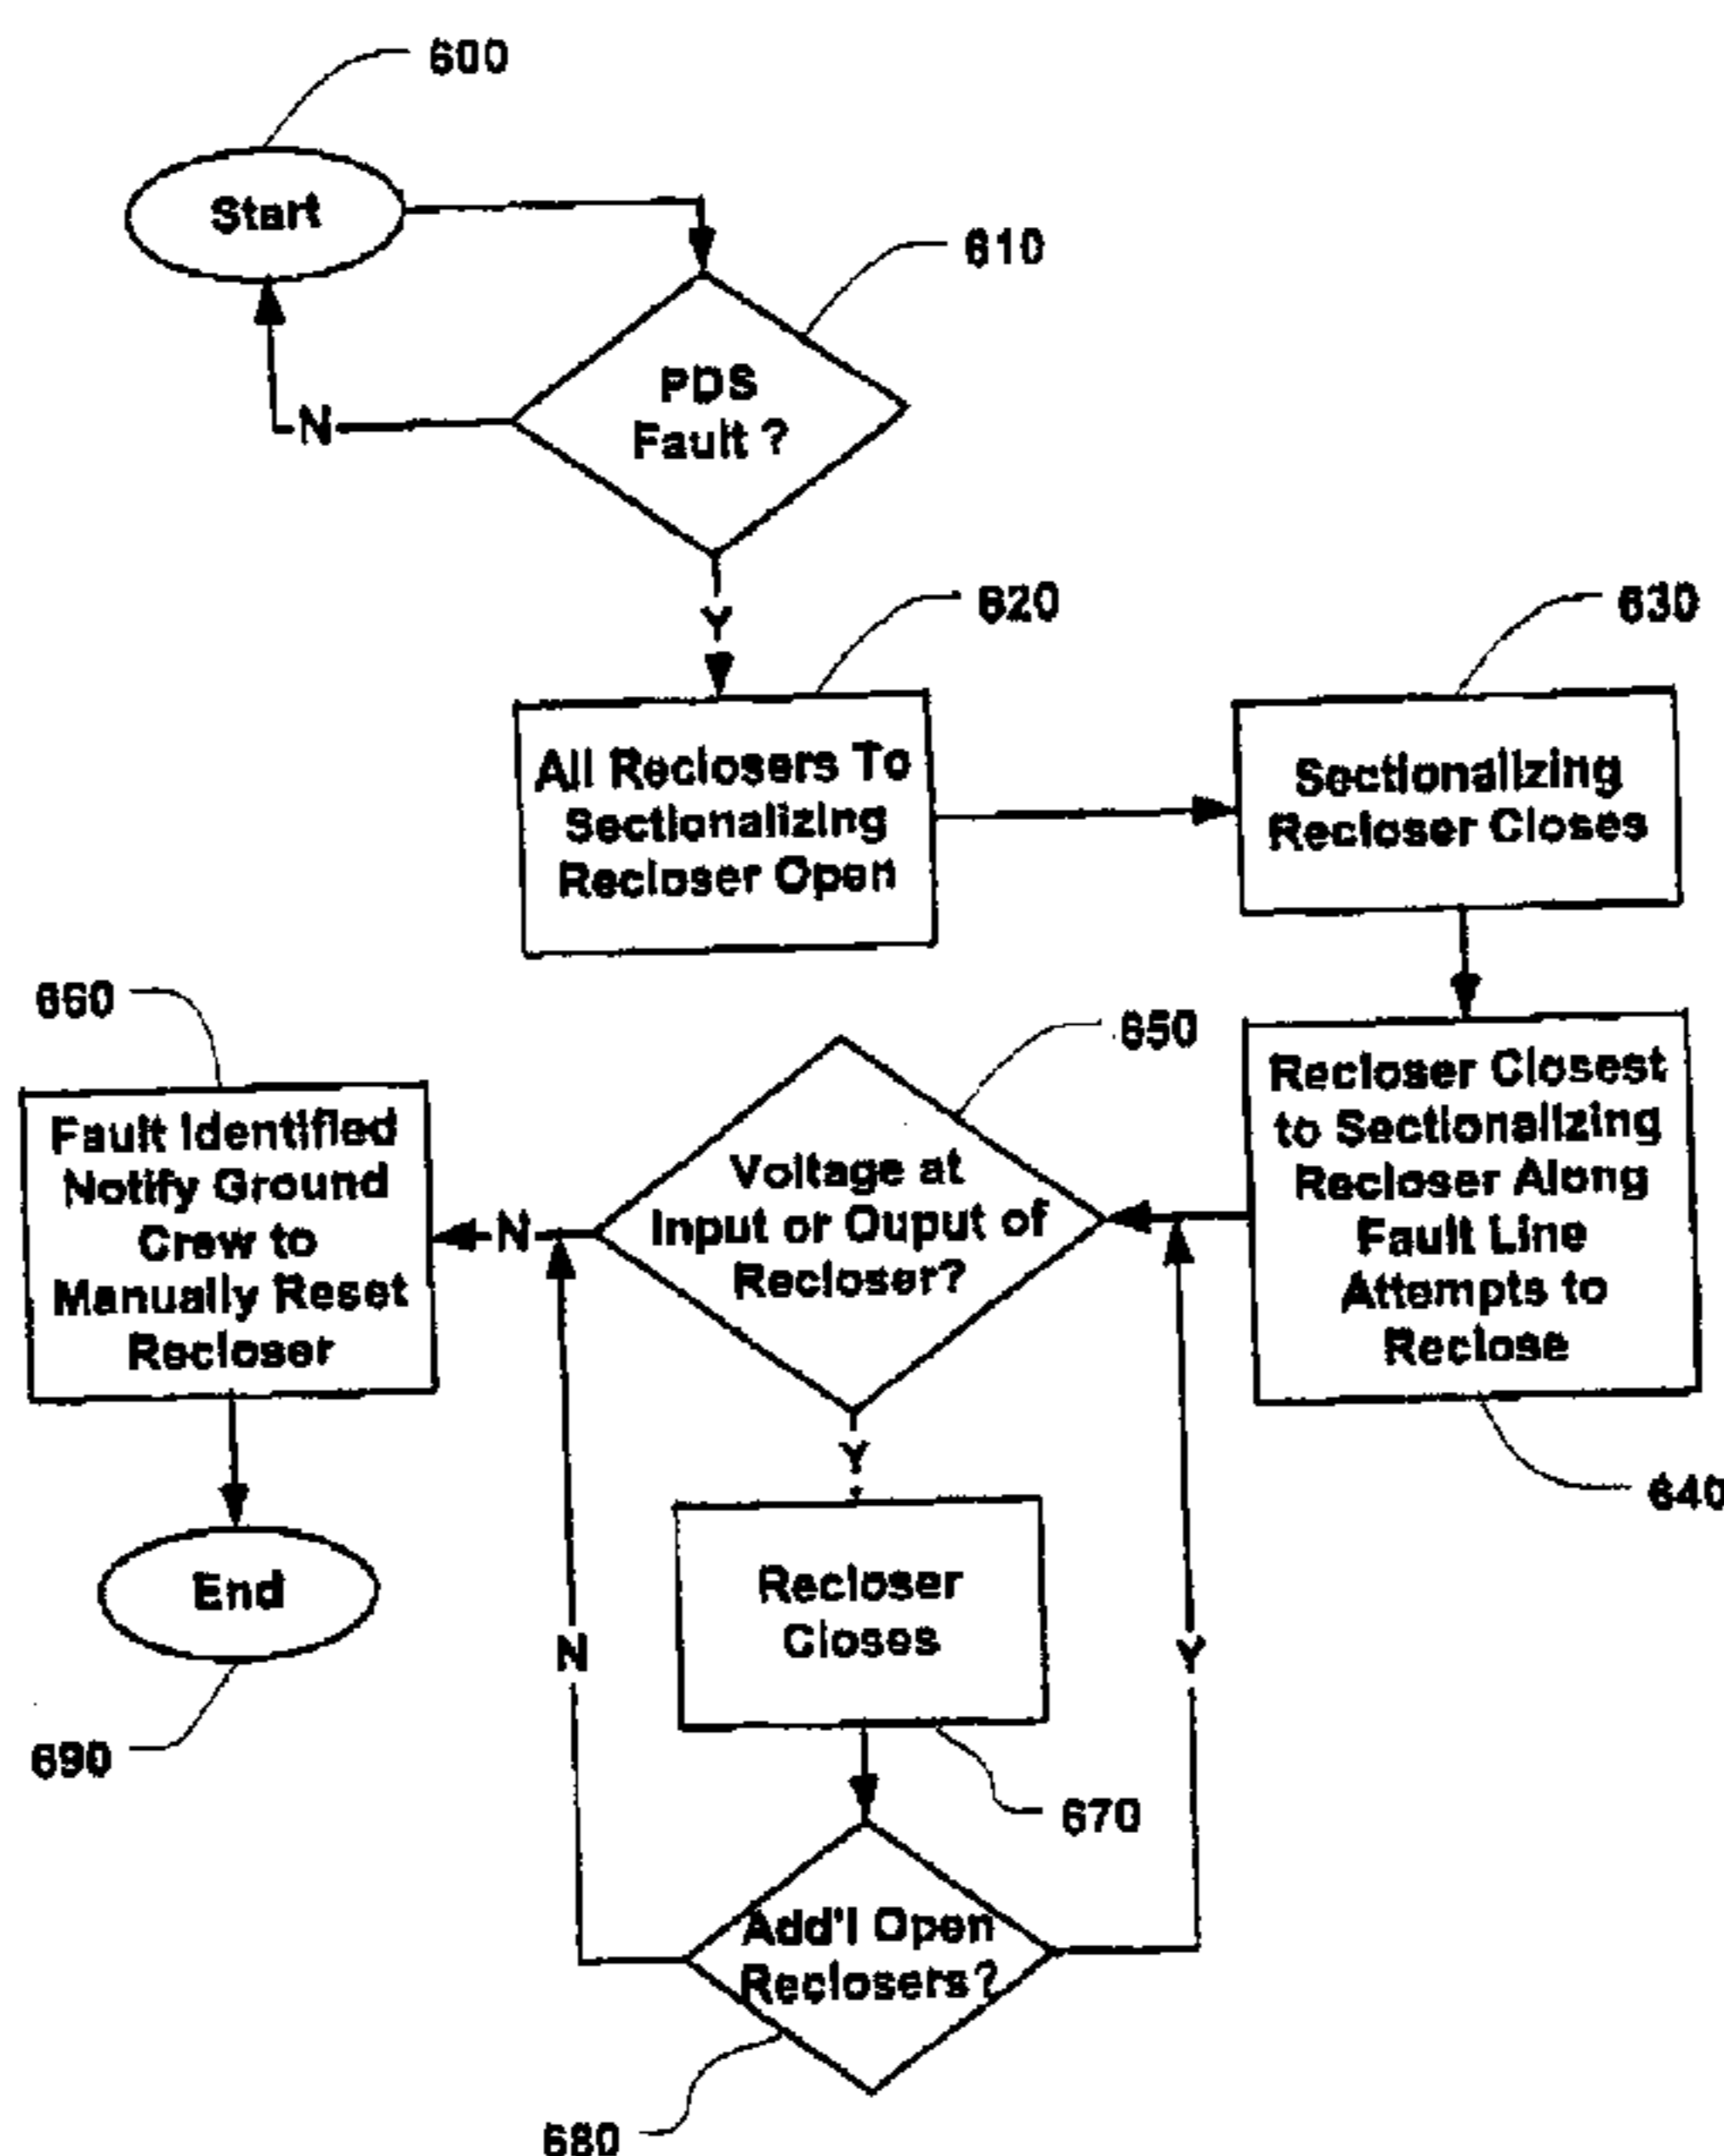 600
Start
610
PDS
Fault ?
N
Y
620
All Reclosers To
Sectionalizing
Recloser Open
630
Sectionalizing
Recloser Closes
640
Recloser Closest
to Sectionalizing
Recloser Along
Fault Line
Attempts to
Reclose
650
Voltage at
Input or Ouput of
Recloser?
N
Y
660
Fault Identified
Notify Ground
Crew to
Manually Reset
Recloser
End
690
Recloser
Closes
670
N
Y
Add'l Open
Reclosers?
680